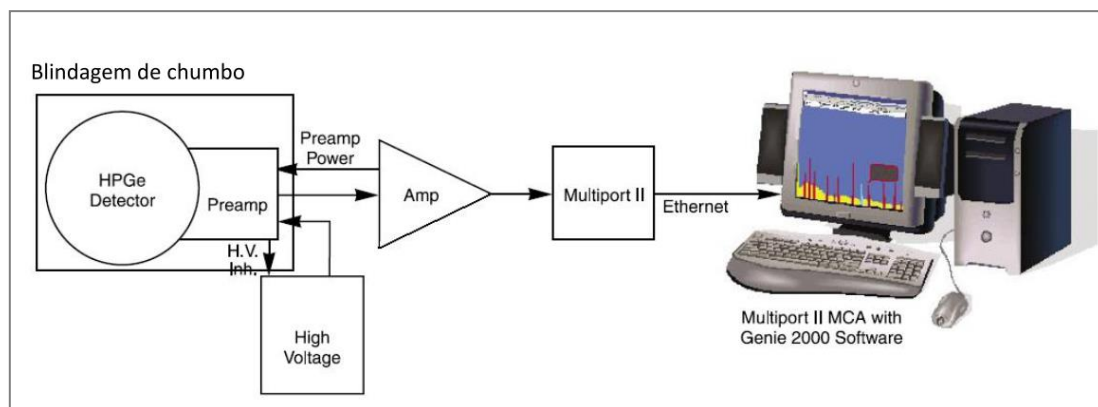 Blindagem de chumbo
HPGe
Detector
Preamp
Preamp
Power
H.V.
Inh.
High
Voltage
Amp
Multiport II
Ethernet
Multiport II MCA with
Genie 2000 Software